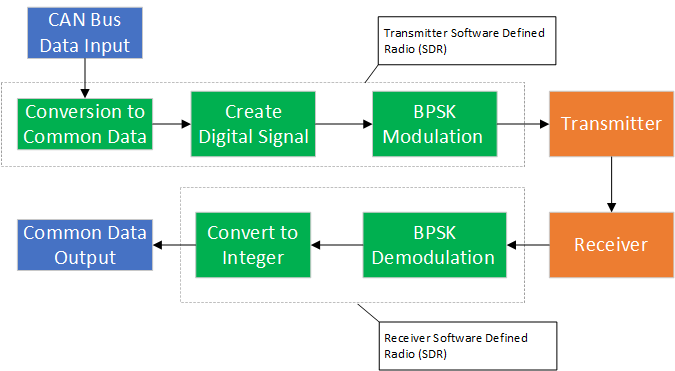 CAN Bus
Data Input
Transmitter Software Defined
Radio (SDR)
Conversion to
Common Data
Create
Digital Signal
BPSK
Modulation
Transmitter
Common Data
Output
Convert to
Integer
BPSK
Demodulation
Receiver
Receiver Software Defined
Radio (SDR)